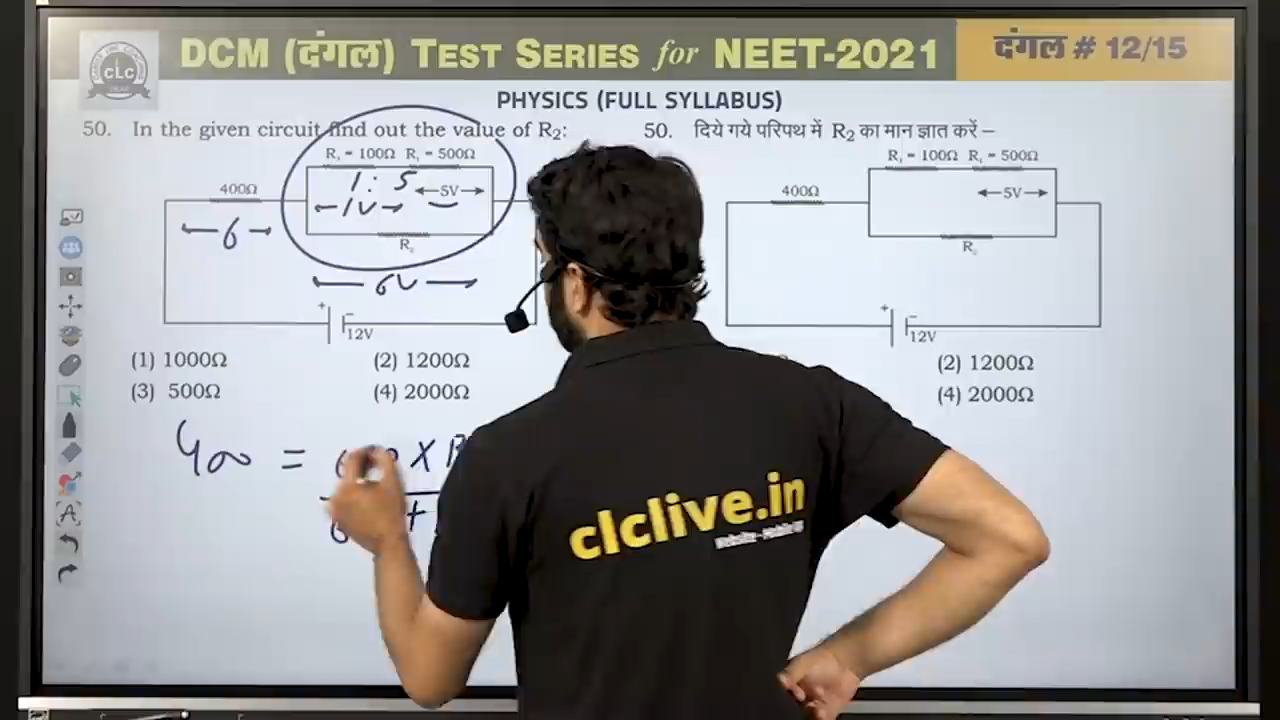 DCM (दंगल) TEST SERIES for NEET-2021
दंगल # 12/15
CLC
PHYSICS (FULL SYLLABUS)
50. In the given circuit find out the value of R₂:
R₁ = 100Ω R₁ = 500Ω
1 : 5
←5V→
400Ω
1V
6
R₂
6V
+ −
12V
(1) 1000Ω (2) 1200Ω
(3) 500Ω (4) 2000Ω
400 =
× R
+
50. दिये गये परिपथ में R₂ का मान ज्ञात करें –
R₁ = 100Ω R₁ = 500Ω
←5V→
400Ω
R₂
+ −
12V
(2) 1200Ω
(4) 2000Ω
clclive.in